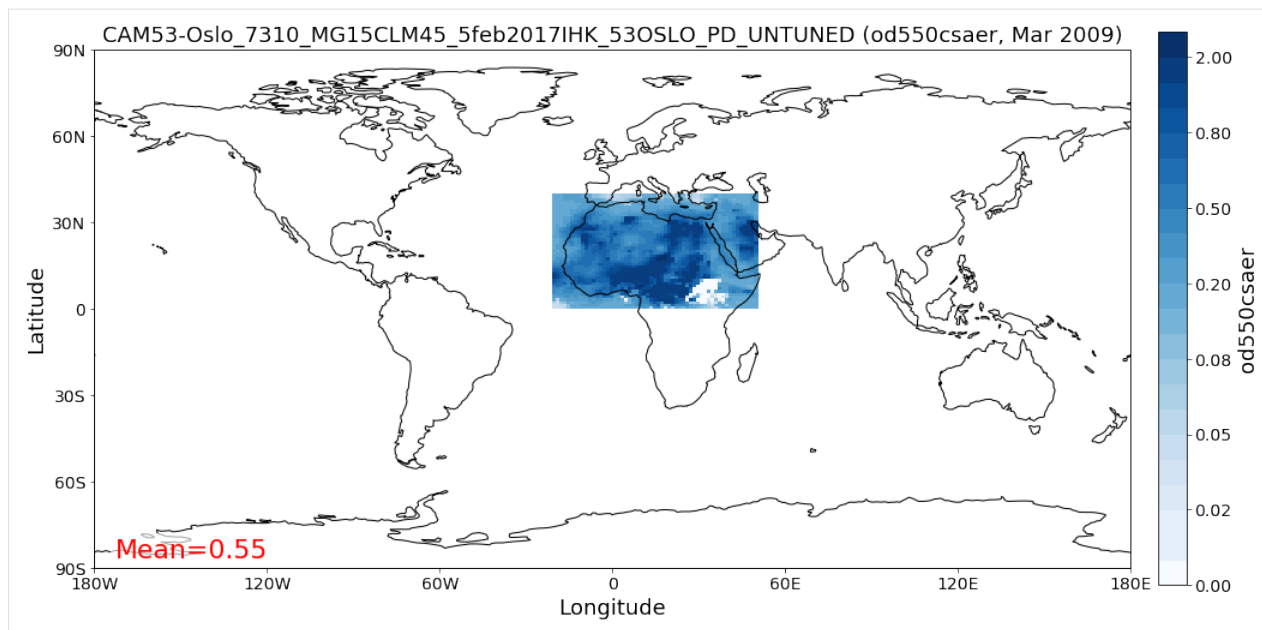 CAM53-Oslo_7310_MG15CLM45_5feb2017IHK_53OSLO_PD_UNTUNED (od550csaer, Mar 2009)
90N
60N
30N
0
30S
60S
90S
Latitude
Mean=0.55
180W
120W
60W
0
60E
120E
180E
Longitude
2.00
0.80
0.50
0.20
0.08
0.05
0.02
0.00
od550csaer